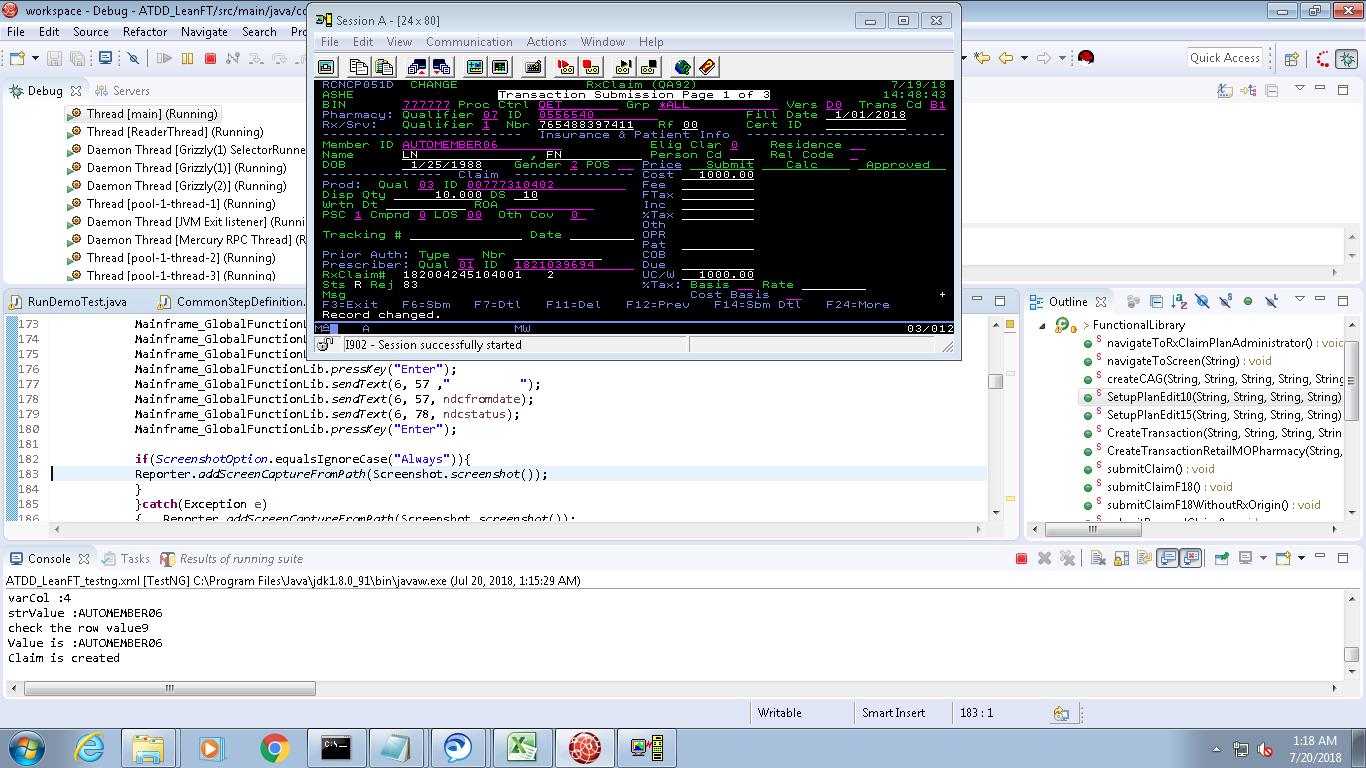 workspace - Debug - ATDD_LeanFT/src/main/java/co
File Edit Source Refactor Navigate Search Pr
Quick Access
Debug Servers
Thread [main] (Running)
Thread [ReaderThread] (Running)
Daemon Thread [Grizzly(1) SelectorRunne
Daemon Thread [Grizzly(1)] (Running)
Daemon Thread [Grizzly(2)] (Running)
Thread [pool-1-thread-1] (Running)
Daemon Thread [JVM Exit listener] (Runni
Daemon Thread [Mercury RPC Thread] (R
Thread [pool-1-thread-2] (Running)
Thread [pool-1-thread-3] (Running)
Session A - [24 x 80]
File Edit View Communication Actions Window Help
RCNCP051D CHANGE RxClaim (QA92) 7/19/18
ASHE Transaction Submission Page 1 of 3 14:48:43
BIN 777777 Proc Ctrl QET Grp *ALL Vers D0 Trans Cd B1
Pharmacy: Qualifier 07 ID 0556540 Fill Date 1/01/2018
Rx/Srv: Qualifier 1 Nbr 765488397411 Rf 00 Cert ID
Insurance & Patient Info
Member ID AUTOMEMBER06 Elig Clar 0 Residence
Name LN , FN Person Cd Rel Code
DOB 1/25/1988 Gender 2 POS Price Submit Calc Approved
Claim Cost 1000.00
Prod: Qual 03 ID 00777310402 Fee
Disp Qty 10.000 DS 10 FTax
Wrtn Dt ROA Inc
PSC 1 Cmpnd 0 LOS 00 Oth Cov 0 %Tax
Oth
Tracking # Date OPR
Pat
Prior Auth: Type Nbr COB
Prescriber: Qual 01 ID 1821039694 Due
RxClaim# 182004245104001 2 UC/W 1000.00
Sts R Rej 83 %Tax: Basis Rate
Msg Cost Basis +
F3=Exit F6=Sbm F7=Dtl F11=Del F12=Prev F14=Sbm Dtl F24=More
Record changed.
MA A MW 03/012
I902 - Session successfully started
RunDemoTest.java CommonStepDefinition.
173 Mainframe_GlobalFunctionLi
174 Mainframe_GlobalFunctionLi
175 Mainframe_GlobalFunctionLi
176 Mainframe_GlobalFunctionLib.pressKey("Enter");
177 Mainframe_GlobalFunctionLib.sendText(6, 57 ,"          ");
178 Mainframe_GlobalFunctionLib.sendText(6, 57, ndcfromdate);
179 Mainframe_GlobalFunctionLib.sendText(6, 78, ndcstatus);
180 Mainframe_GlobalFunctionLib.pressKey("Enter");
181
182 if(ScreenshotOption.equalsIgnoreCase("Always")){
183 Reporter.addScreenCaptureFromPath(Screenshot.screenshot());
184 }
185 }catch(Exception e)
186 { Reporter.addScreenCaptureFromPath(Screenshot.screenshot());
Outline
FunctionalLibrary
navigateToRxClaimPlanAdministrator() : void
navigateToScreen(String) : void
createCAG(String, String, String, String, String
SetupPlanEdit10(String, String, String, String)
SetupPlanEdit15(String, String, String, String)
CreateTransaction(String, String, String, String
CreateTransactionRetailMOPharmacy(String,
submitClaim() : void
submitClaimF18() : void
submitClaimF18WithoutRxOrigin() : void
Console Tasks Results of running suite
ATDD_LeanFT_testng.xml [TestNG] C:\Program Files\Java\jdk1.8.0_91\bin\javaw.exe (Jul 20, 2018, 1:15:29 AM)
varCol :4
strValue :AUTOMEMBER06
check the row value9
Value is :AUTOMEMBER06
Claim is created
Writable Smart Insert 183 : 1
1:18 AM
7/20/2018